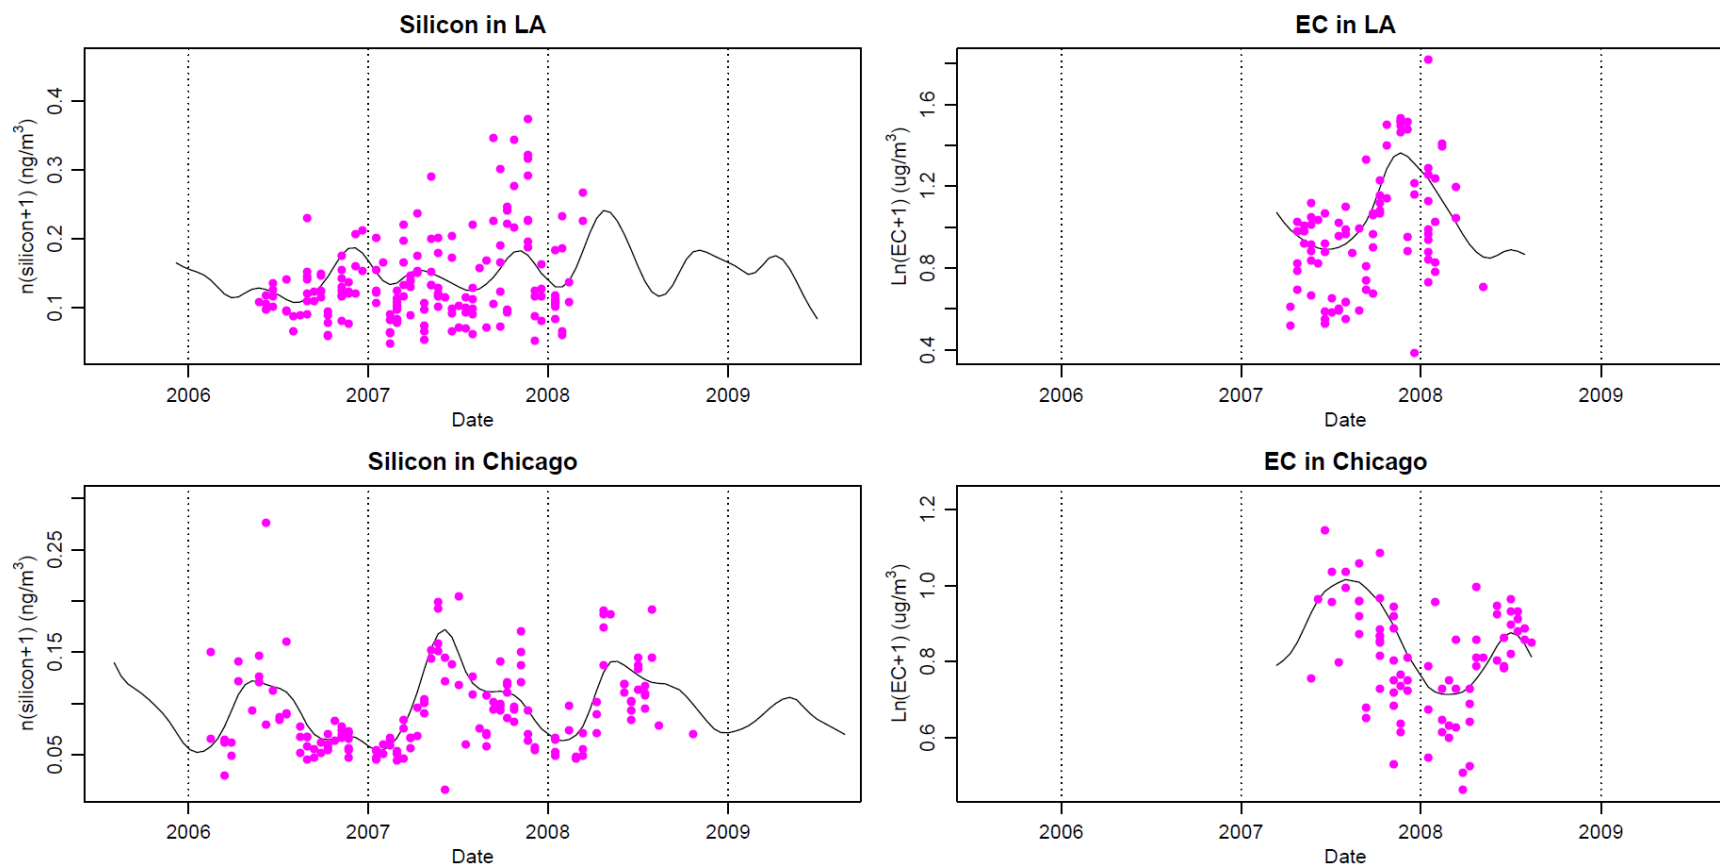 Silicon in LA
n(silicon+1) (ng/m³)
0.1 0.2 0.3 0.4
2006 2007 2008 2009
Date
EC in LA
Ln(EC+1) (ug/m³)
0.4 0.8 1.2 1.6
2006 2007 2008 2009
Date
Silicon in Chicago
n(silicon+1) (ng/m³)
0.05 0.15 0.25
2006 2007 2008 2009
Date
EC in Chicago
Ln(EC+1) (ug/m³)
0.6 0.8 1.0 1.2
2006 2007 2008 2009
Date